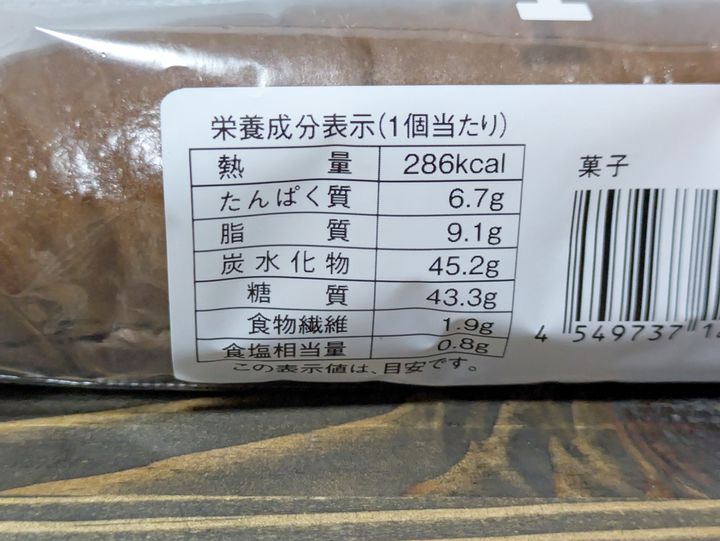 栄養成分表示(1個当たり)
熱量 286kcal
たんぱく質 6.7g
脂質 9.1g
炭水化物 45.2g
糖質 43.3g
食物繊維 1.9g
食塩相当量 0.8g
この表示値は、目安です。
菓子
4 549737 12